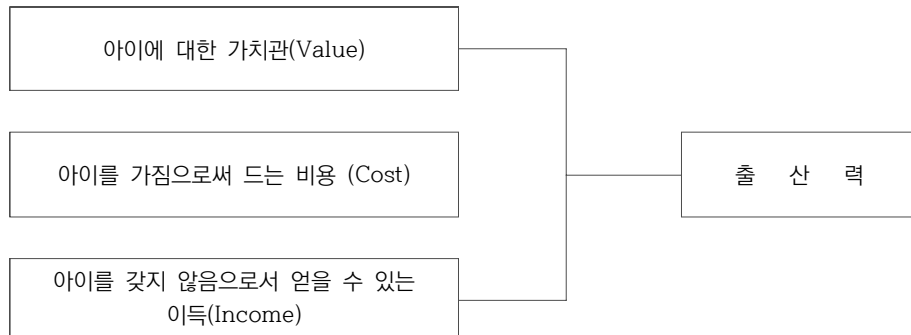 아이에 대한 가치관(Value)
아이를 가짐으로써 드는 비용 (Cost)
출 산 력
아이를 갖지 않음으로서 얻을 수 있는
이득(Income)